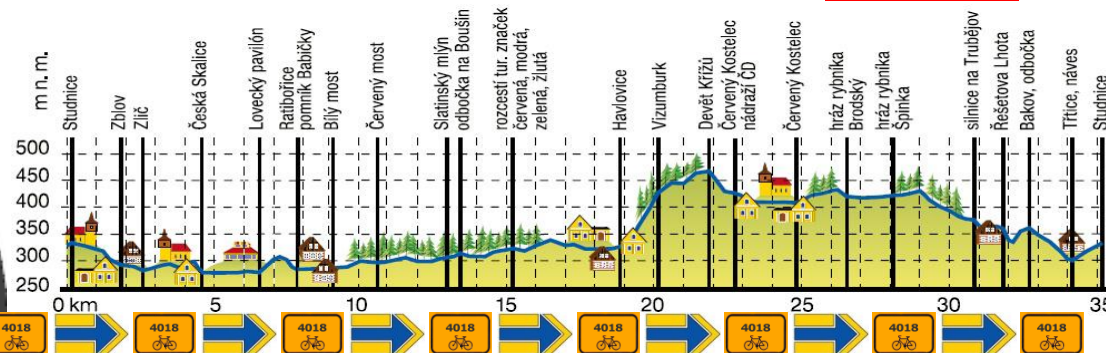 m n. m.
Studnice
Zblov
Zlíč
Česká Skalice
Lovecký pavilón
Ratibořice
pomník Babičky
Bílý most
Červený most
Slatinský mlýn
odbočka na Boušín
rozcestí tur. značek
červená, modrá,
zelená, žlutá
Havlovice
Vízumburk
Devět Křížů
Červený Kostelec
nádraží ČD
Červený Kostelec
hráz rybníka
Brodský
hráz rybníka
Špinka
silnice na Trubějov
Řešetova Lhota
Bakov, odbočka
Třtice, náves
Studnice
500
450
400
350
300
250
0 km
5
10
15
20
25
30
35
4018
4018
4018
4018
4018
4018
4018
4018